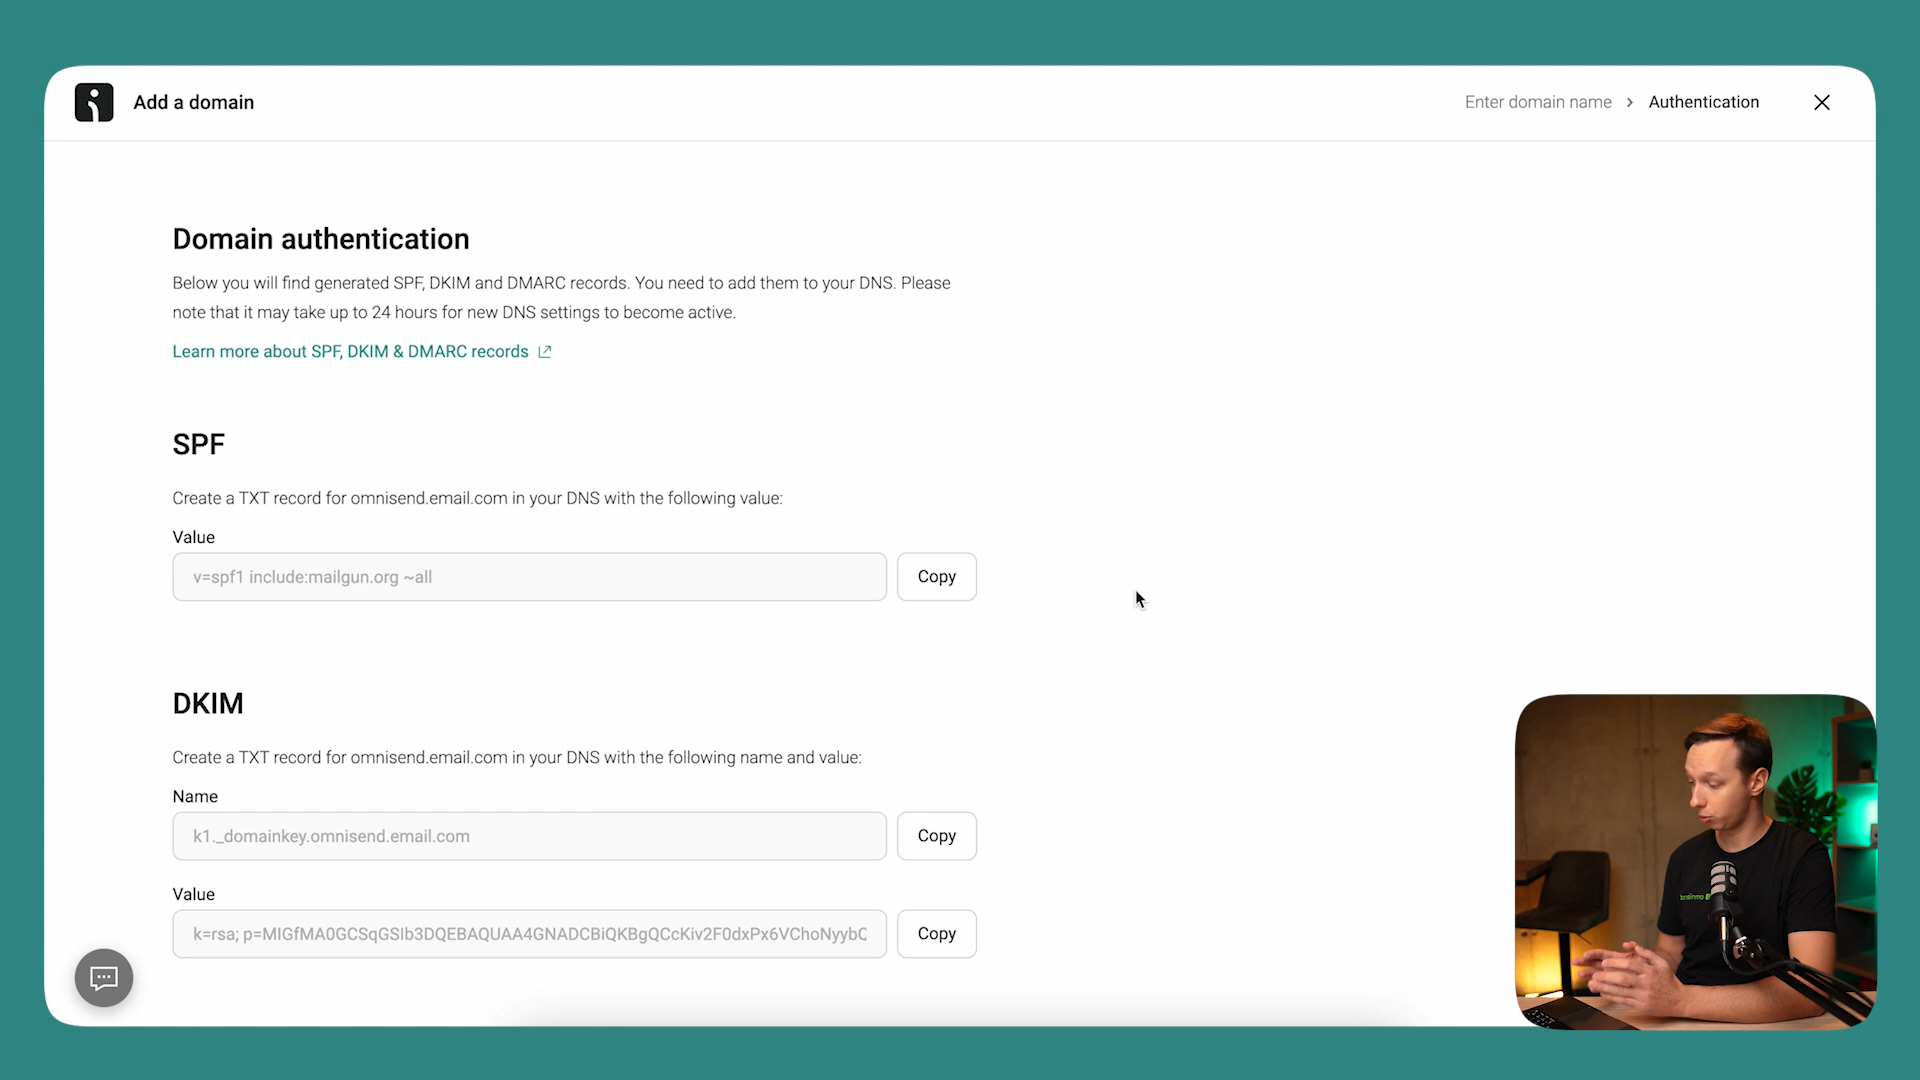 Add a domain
Enter domain name > Authentication
Domain authentication
Below you will find generated SPF, DKIM and DMARC records. You need to add them to your DNS. Please
note that it may take up to 24 hours for new DNS settings to become active.
Learn more about SPF, DKIM & DMARC records
SPF
Create a TXT record for omnisend.email.com in your DNS with the following value:
Value
v=spf1 include:mailgun.org ~all
Copy
DKIM
Create a TXT record for omnisend.email.com in your DNS with the following name and value:
Name
k1._domainkey.omnisend.email.com
Copy
Value
k=rsa; p=MIGfMA0GCSqGSIb3DQEBAQUAA4GNADCBiQKBgQCcKiv2F0dxPx6VChoNyybC
Copy